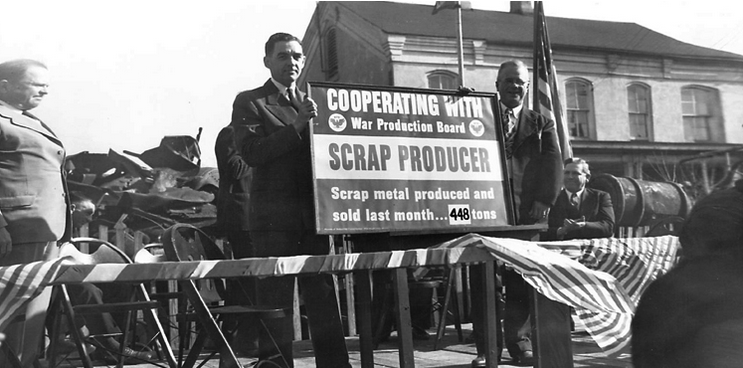 COOPERATING WITH
War Production Board
SCRAP PRODUCER
Scrap metal produced and
sold last month...448 tons